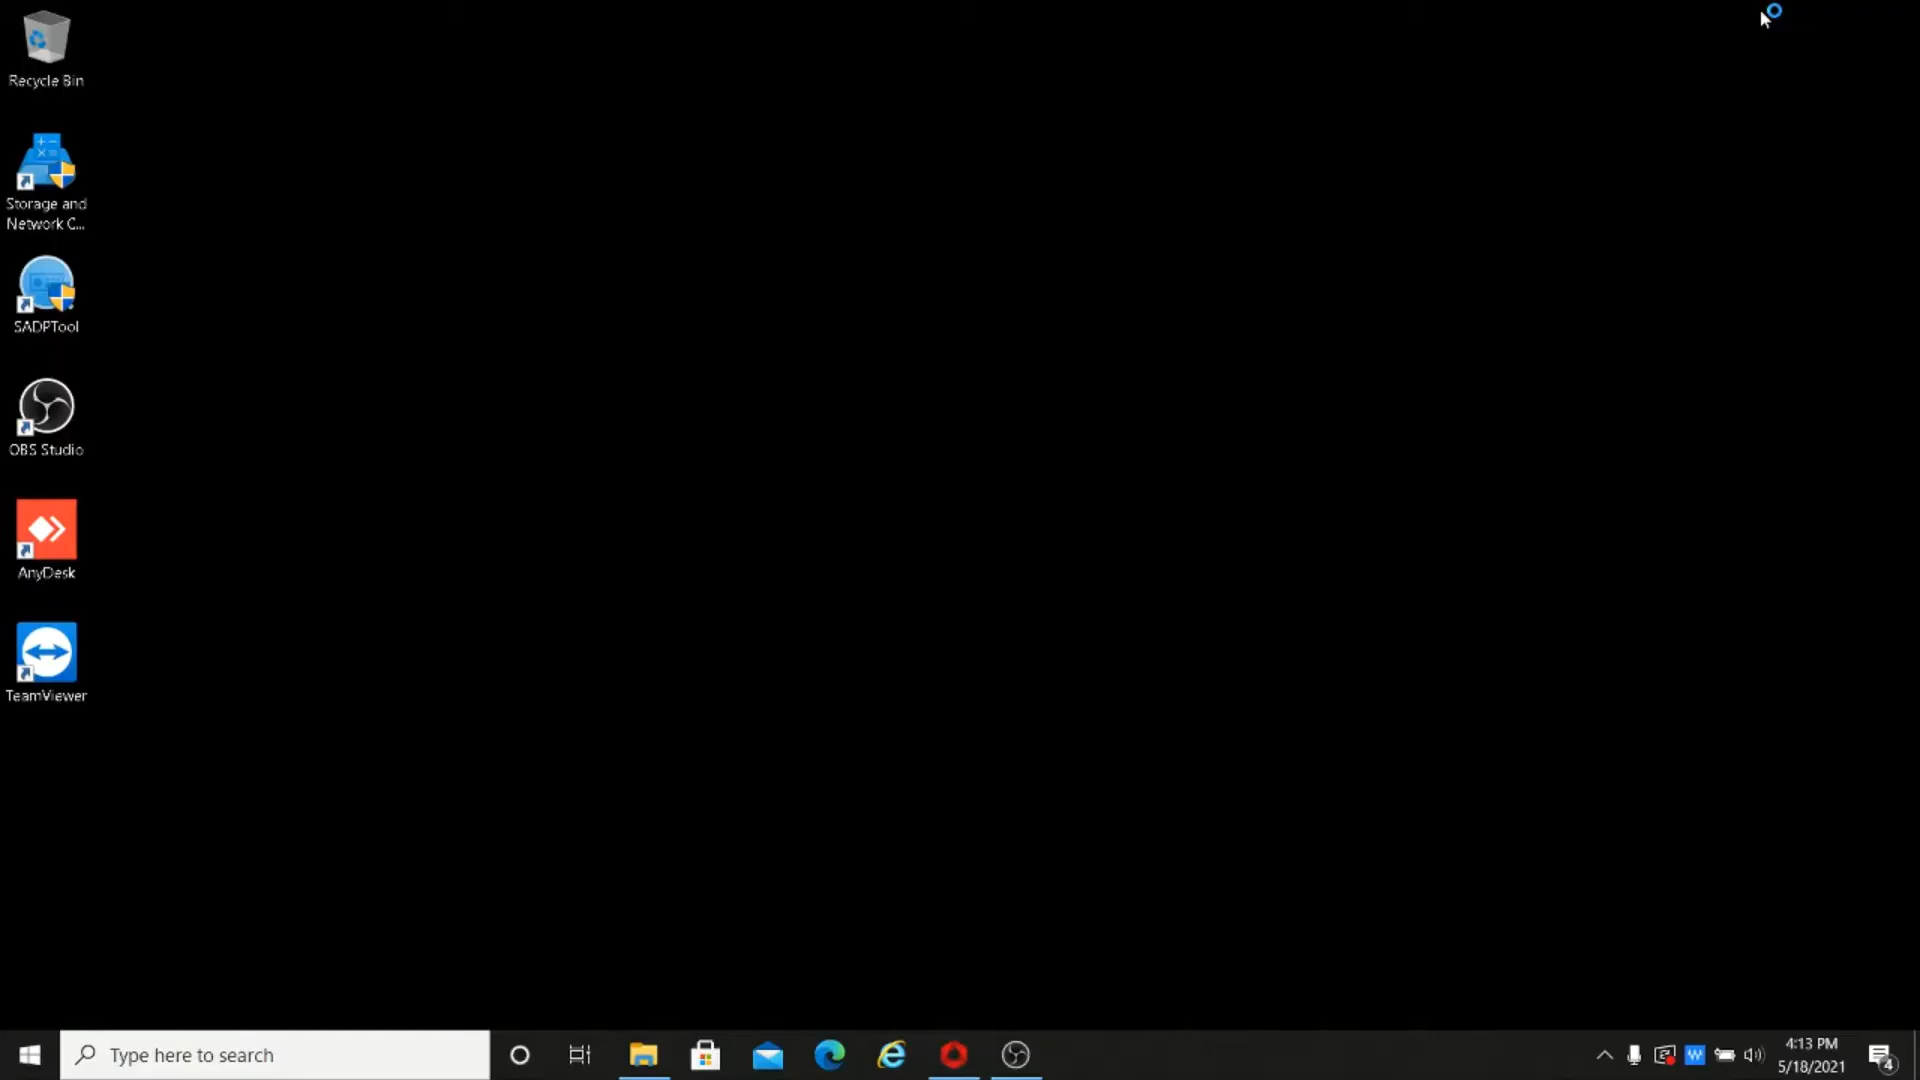 Recycle Bin
Storage and
Network C...
SADPTool
OBS Studio
AnyDesk
TeamViewer
Type here to search
W
4:13 PM
5/18/2021
4